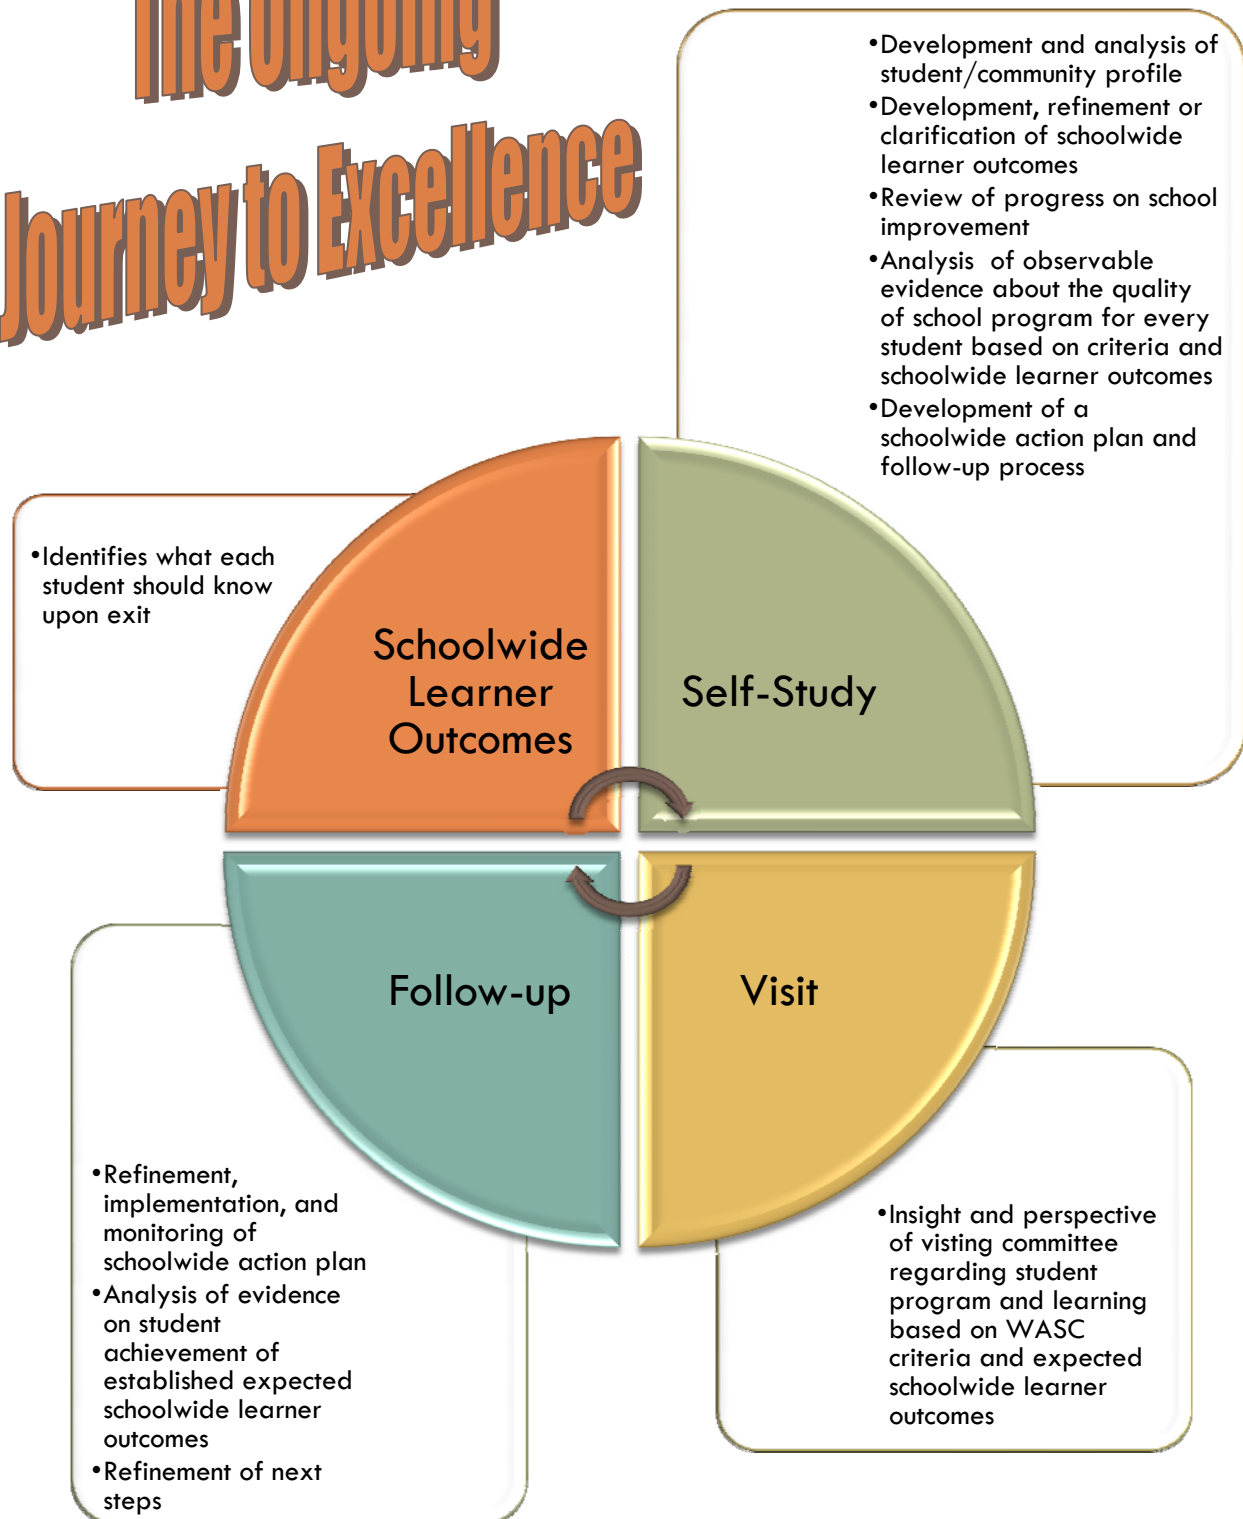 The Ongoing
Journey to Excellence
•Development and analysis of
student/community profile
•Development, refinement or
clarification of schoolwide
learner outcomes
•Review of progress on school
improvement
•Analysis  of observable
evidence about the quality
of school program for every
student based on criteria and
schoolwide learner outcomes
•Development of a
schoolwide action plan and
follow-up process
•Identifies what each
student should know
upon exit
Schoolwide
Learner
Outcomes
Self-Study
Follow-up
Visit
•Refinement,
implementation, and
monitoring of
schoolwide action plan
•Analysis of evidence
on student
achievement of
established expected
schoolwide learner
outcomes
•Refinement of next
steps
•Insight and perspective
of visting committee
regarding student
program and learning
based on WASC
criteria and expected
schoolwide learner
outcomes